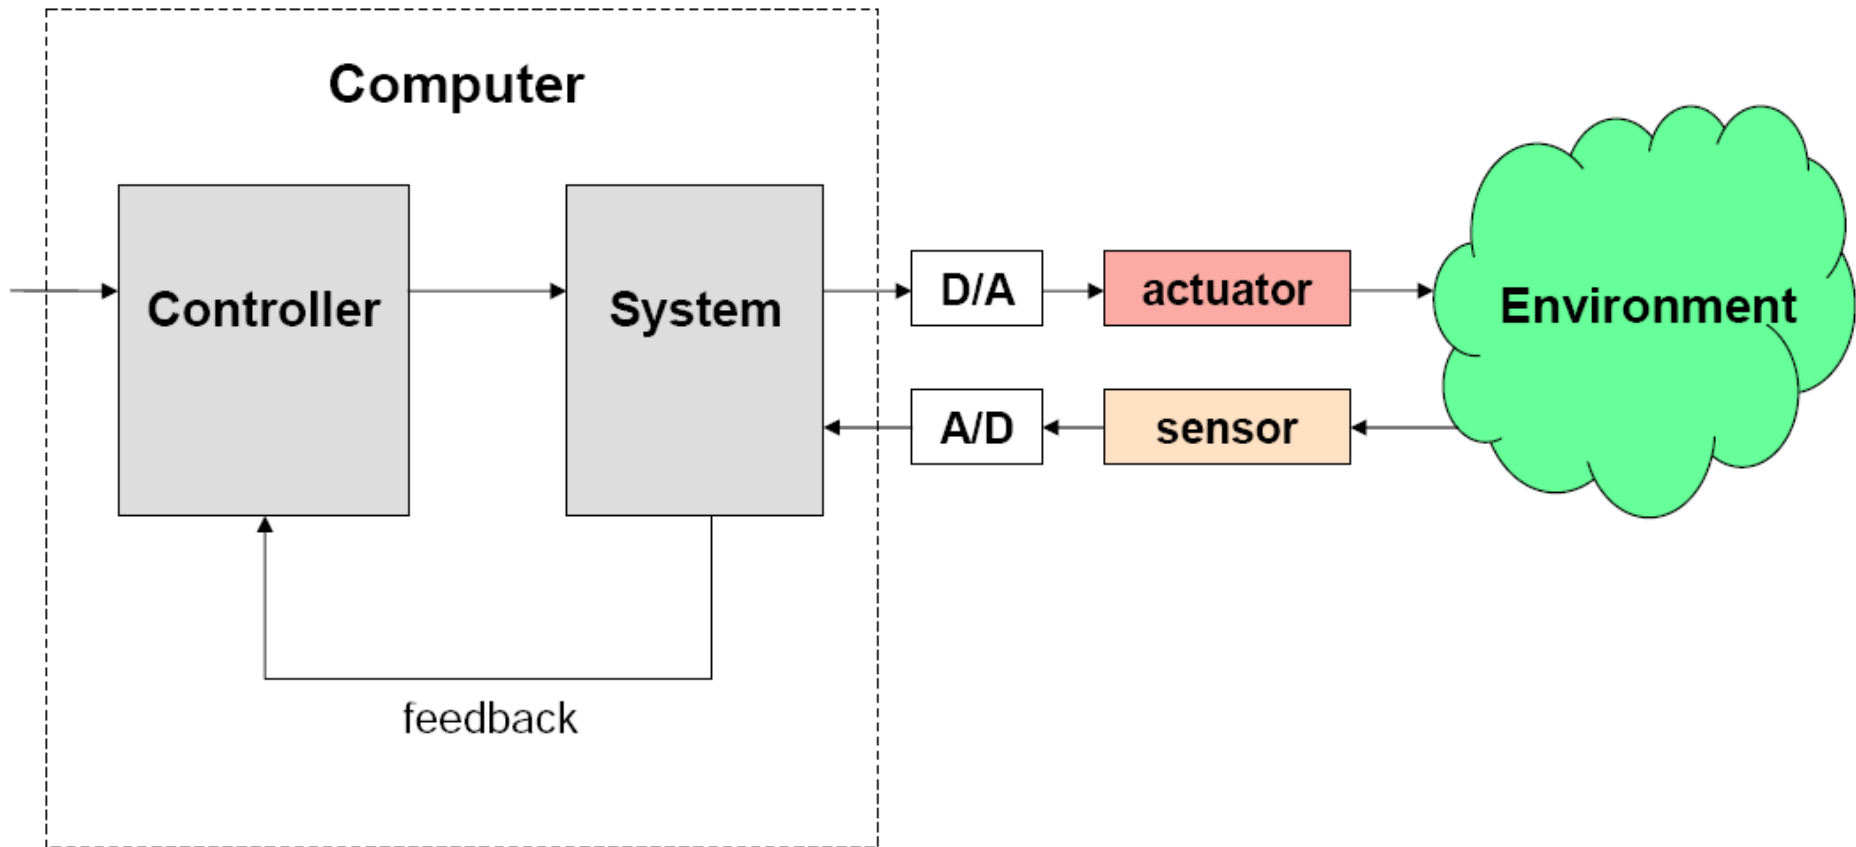 Computer
Controller
System
D/A
actuator
Environment
A/D
sensor
feedback